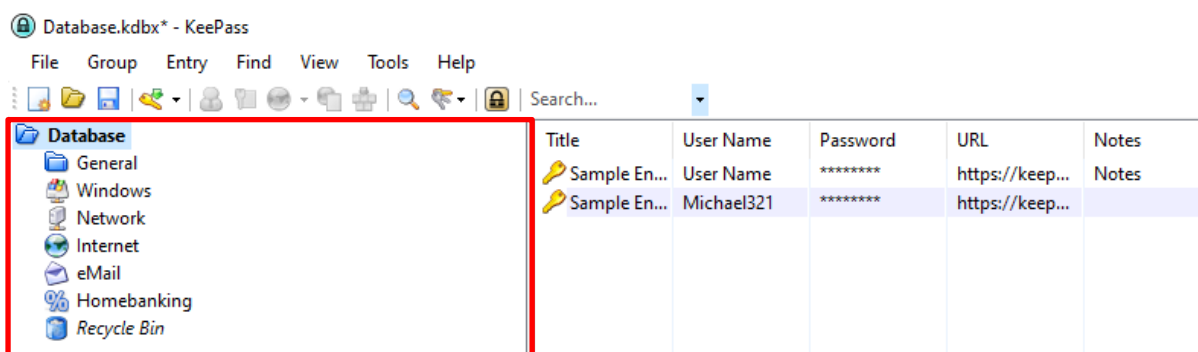 Database.kdbx* - KeePass
File Group Entry Find View Tools Help
Search...
Database
General
Windows
Network
Internet
eMail
Homebanking
Recycle Bin
Title User Name Password URL Notes
Sample En... User Name ******** https://keep... Notes
Sample En... Michael321 ******** https://keep...